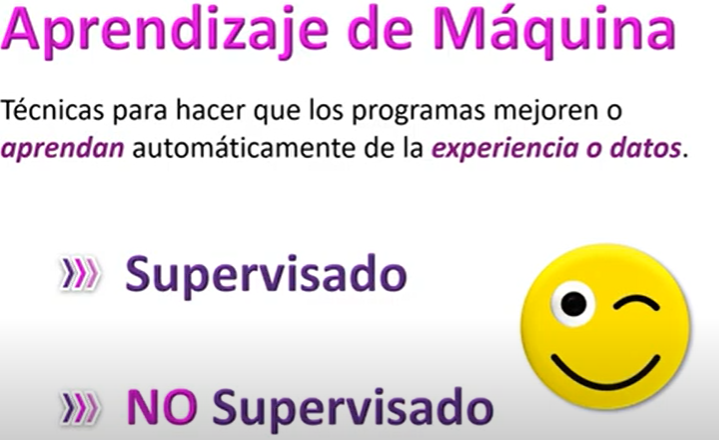 Aprendizaje de Máquina
Técnicas para hacer que los programas mejoren o
aprendan automáticamente de la experiencia o datos.
Supervisado
NO Supervisado